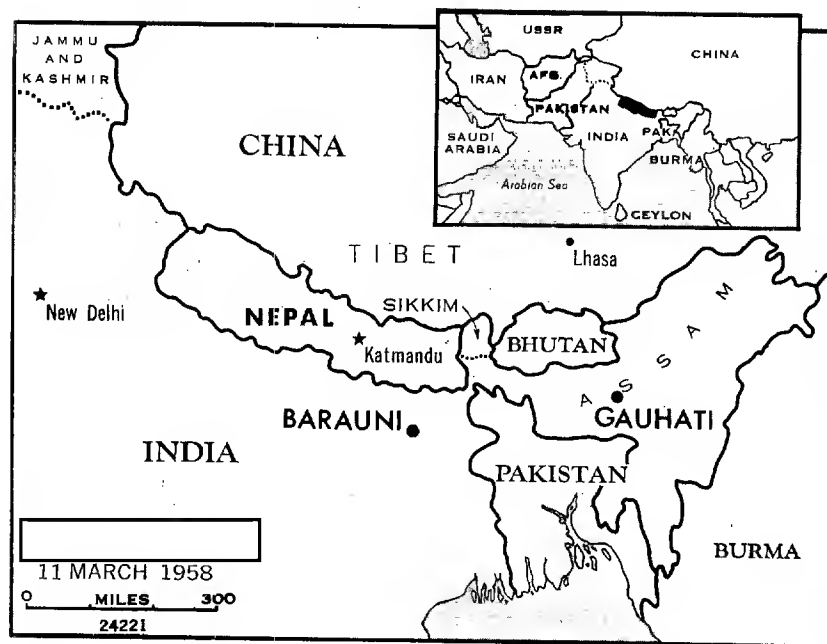 JAMMU
AND
KASHMIR
CHINA
USSR
CHINA
IRAN
AFG.
PAKISTAN
SAUDI
ARABIA
INDIA
PAK.
BURMA
Arabian Sea
CEYLON
TIBET
Lhasa
New Delhi
NEPAL
SIKKIM
Katmandu
BHUTAN
ASSAM
BARAUNI
GAUHATI
INDIA
PAKISTAN
BURMA
11 MARCH 1958
0 MILES 300
24221